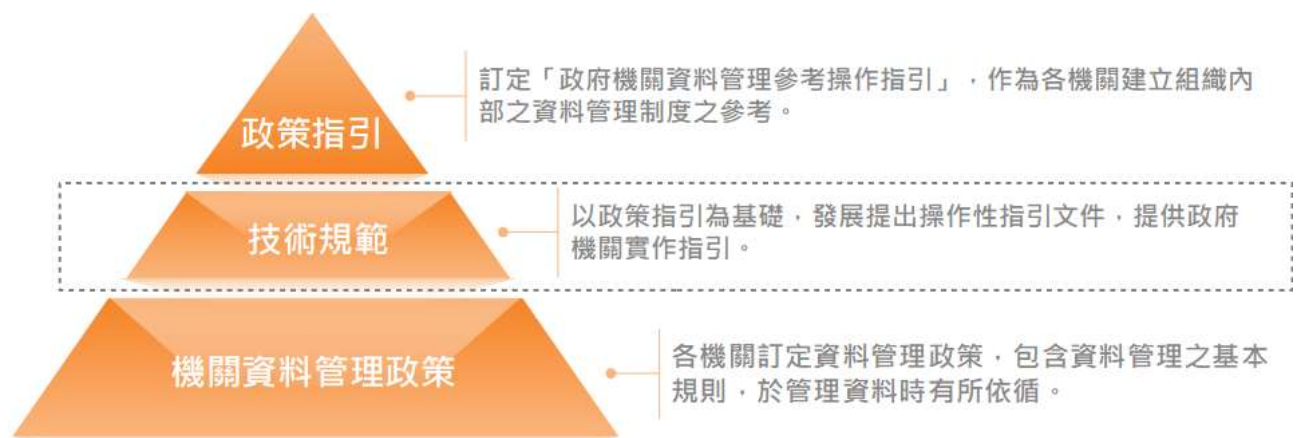 政策指引
訂定「政府機關資料管理參考操作指引」，作為各機關建立組織內
部之資料管理制度之參考。
技術規範
以政策指引為基礎，發展提出操作性指引文件，提供政府
機關實作指引。
機關資料管理政策
各機關訂定資料管理政策，包含資料管理之基本
規則，於管理資料時有所依循。